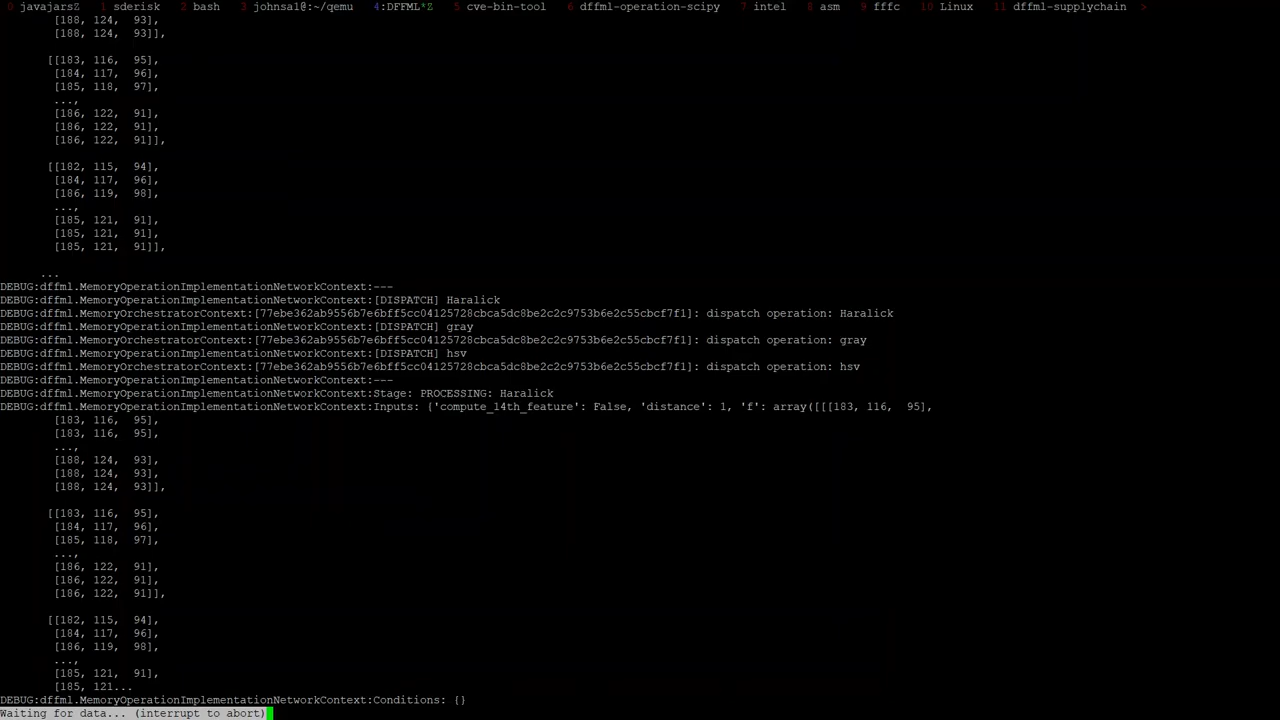 0 javajarsZ 1 sderisk 2 bash 3 johnsa1@:~/qemu 4:DFFML*Z 5 cve-bin-tool 6 dffml-operation-scipy 7 intel 8 asm 9 fffc 10 Linux 11 dffml-supplychain >
[188, 124, 93],
[188, 124, 93]],
[[183, 116, 95],
[184, 117, 96],
[185, 118, 97],
...,
[186, 122, 91],
[186, 122, 91],
[186, 122, 91]],
[[182, 115, 94],
[184, 117, 96],
[186, 119, 98],
...,
[185, 121, 91],
[185, 121, 91],
[185, 121, 91]],
...
DEBUG:dffml.MemoryOperationImplementationNetworkContext:---
DEBUG:dffml.MemoryOperationImplementationNetworkContext:[DISPATCH] Haralick
DEBUG:dffml.MemoryOrchestratorContext:[77ebe362ab9556b7e6bff5cc04125728cbca5dc8be2c2c9753b6e2c55cbcf7f1]: dispatch operation: Haralick
DEBUG:dffml.MemoryOperationImplementationNetworkContext:[DISPATCH] gray
DEBUG:dffml.MemoryOrchestratorContext:[77ebe362ab9556b7e6bff5cc04125728cbca5dc8be2c2c9753b6e2c55cbcf7f1]: dispatch operation: gray
DEBUG:dffml.MemoryOperationImplementationNetworkContext:[DISPATCH] hsv
DEBUG:dffml.MemoryOrchestratorContext:[77ebe362ab9556b7e6bff5cc04125728cbca5dc8be2c2c9753b6e2c55cbcf7f1]: dispatch operation: hsv
DEBUG:dffml.MemoryOperationImplementationNetworkContext:---
DEBUG:dffml.MemoryOperationImplementationNetworkContext:Stage: PROCESSING: Haralick
DEBUG:dffml.MemoryOperationImplementationNetworkContext:Inputs: {'compute_14th_feature': False, 'distance': 1, 'f': array([[[183, 116, 95],
[183, 116, 95],
[183, 116, 95],
...,
[188, 124, 93],
[188, 124, 93],
[188, 124, 93]],
[[183, 116, 95],
[184, 117, 96],
[185, 118, 97],
...,
[186, 122, 91],
[186, 122, 91],
[186, 122, 91]],
[[182, 115, 94],
[184, 117, 96],
[186, 119, 98],
...,
[185, 121, 91],
[185, 121...
DEBUG:dffml.MemoryOperationImplementationNetworkContext:Conditions: {}
Waiting for data... (interrupt to abort)